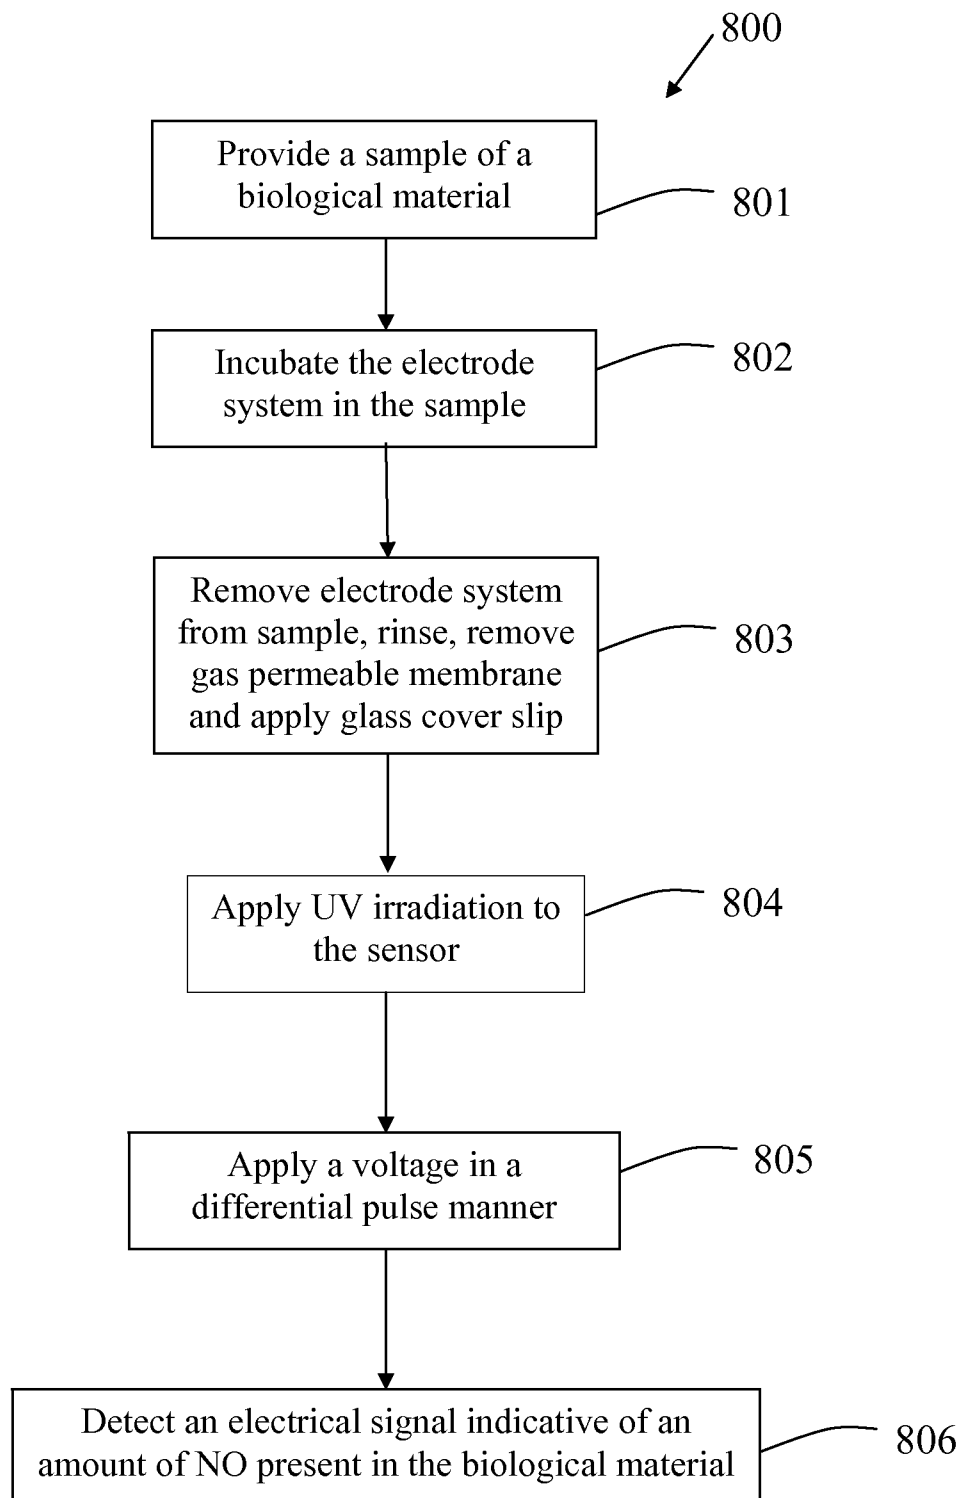 800
Provide a sample of a
biological material
801
Incubate the electrode
system in the sample
802
Remove electrode system
from sample, rinse, remove
gas permeable membrane
and apply glass cover slip
803
Apply UV irradiation to
the sensor
804
Apply a voltage in a
differential pulse manner
805
Detect an electrical signal indicative of an
amount of NO present in the biological material
806